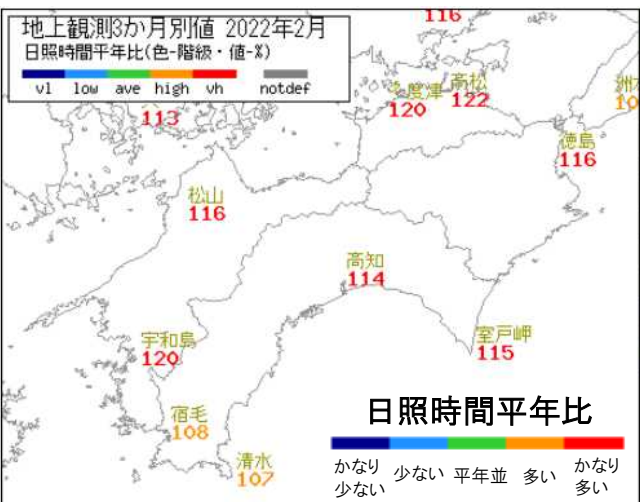 地上観測3か月別値 2022年2月
日照時間平年比(色-階級・値-%)
vl low ave high vh notdef
116
113
多度津
120
高松
122
徳島
116
松山
116
高知
114
宇和島
120
室戸岬
115
宿毛
108
清水
107
日照時間平年比
かなり
少ない
少ない
平年並
多い
かなり
多い